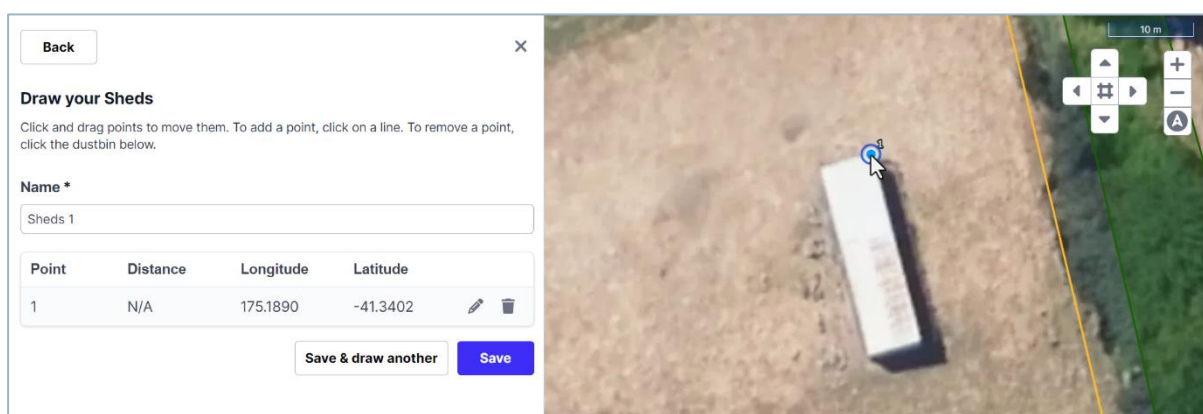 Back
Draw your Sheds
Click and drag points to move them. To add a point, click on a line. To remove a point,
click the dustbin below.
Name *
Sheds 1
Point Distance Longitude Latitude
1 N/A 175.1890 -41.3402
Save & draw another Save
10 m
1
A